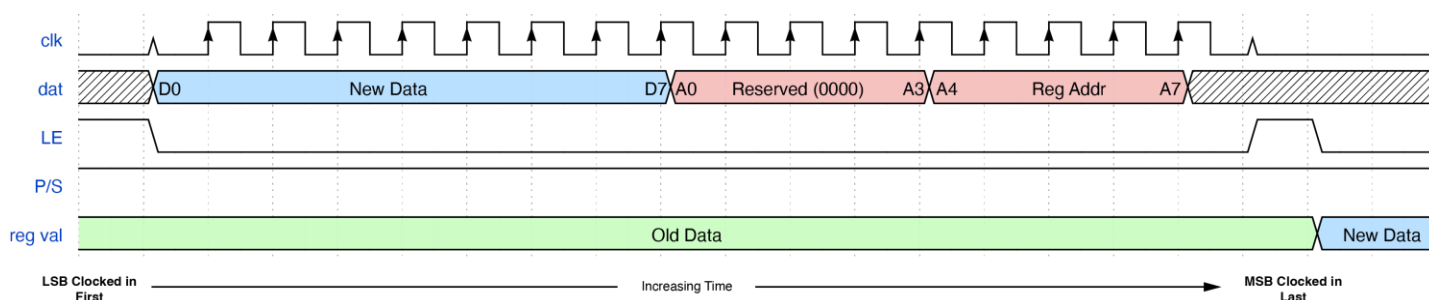 clk
dat D0 New Data D7 A0 Reserved (0000) A3 A4 Reg Addr A7
LE
P/S
reg val Old Data New Data
LSB Clocked in First Increasing Time MSB Clocked in Last